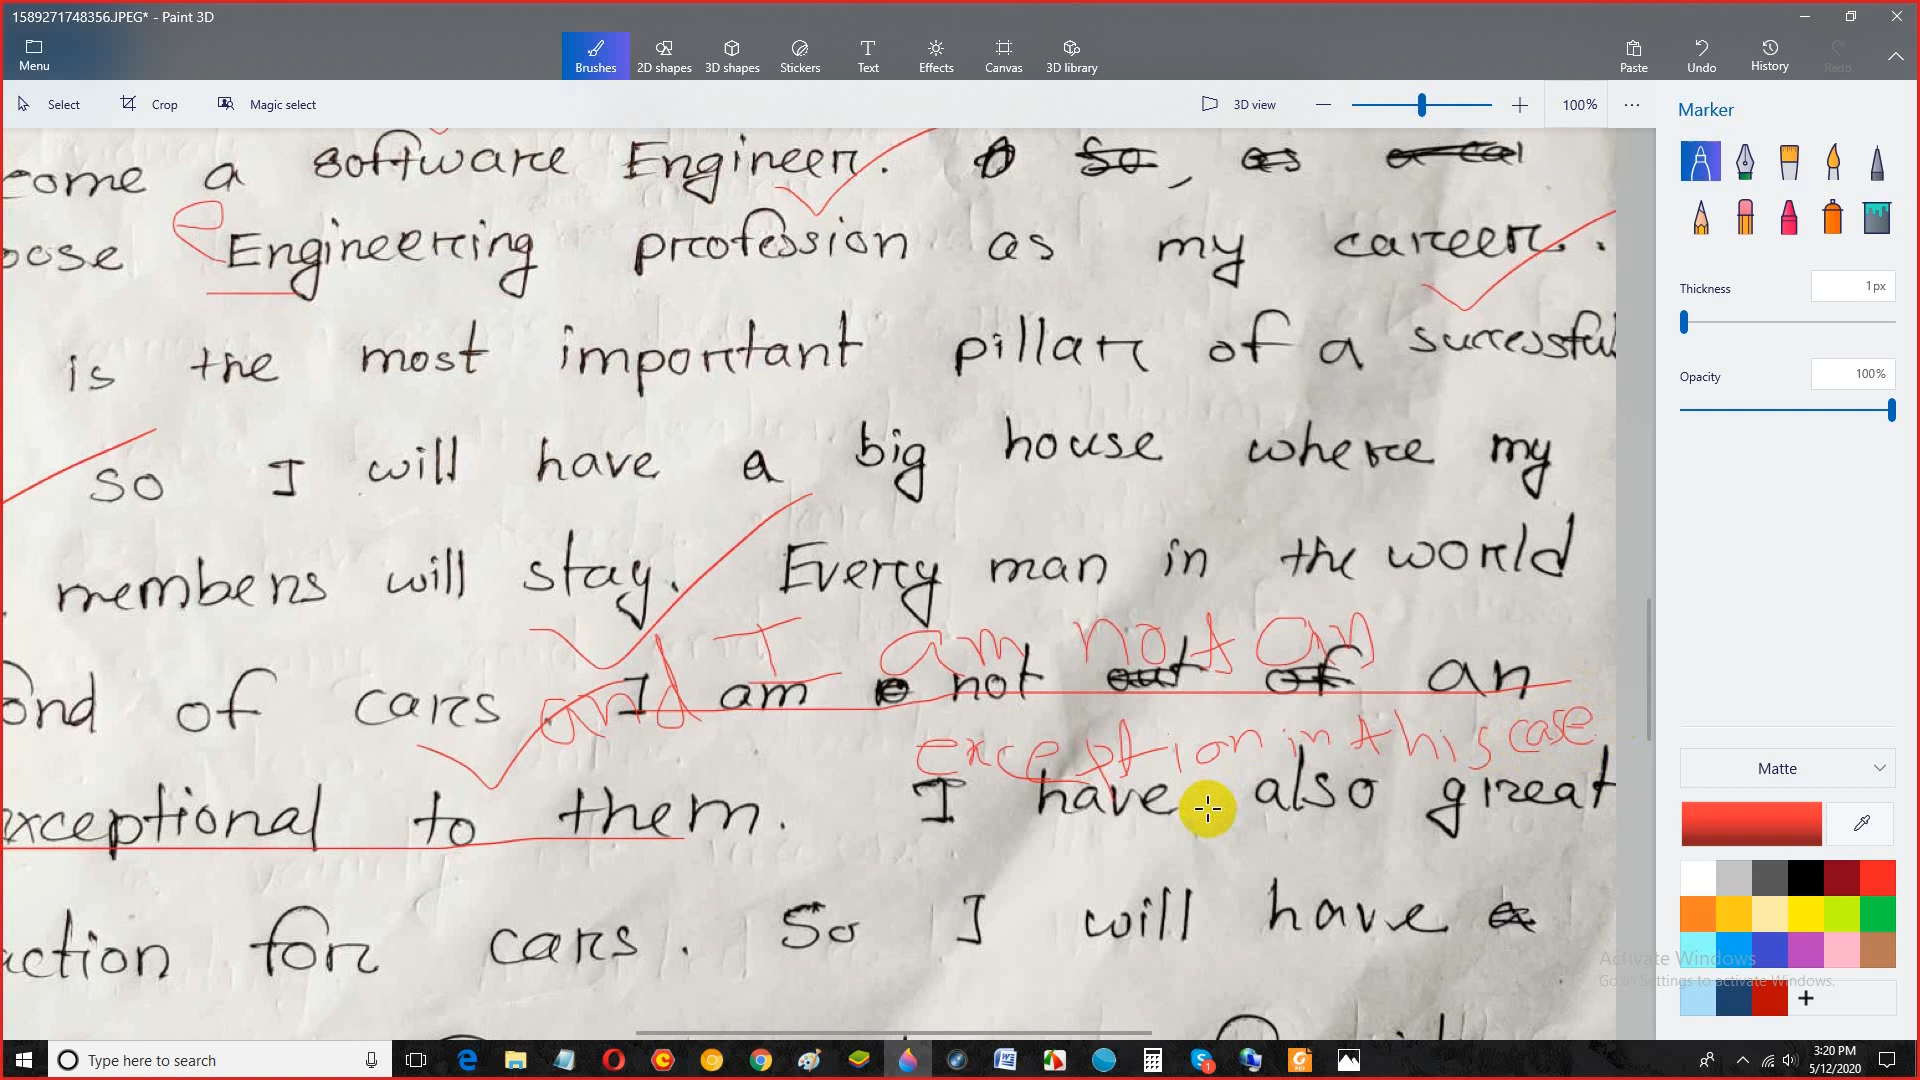 1589271748356.JPEG* - Paint 3D
Menu
Brushes 2D shapes 3D shapes Stickers Text Effects Canvas 3D library
Paste Undo History Redo
Select Crop Magic select
3D view 100%
Marker
Thickness 1px
Opacity 100%
Matte
come a software Engineer. So, as
oose Engineering profession as my career.
is the most important pillar of a successful
so I will have a big house where my
members will stay. Every man in the world
and I am not an
ond of cars. I am not out of an
exception in this case
xceptional to them. I have also great
action for cars. So I will have a
Activate Windows
Go to Settings to activate Windows.
Type here to search
3:20 PM
5/12/2020